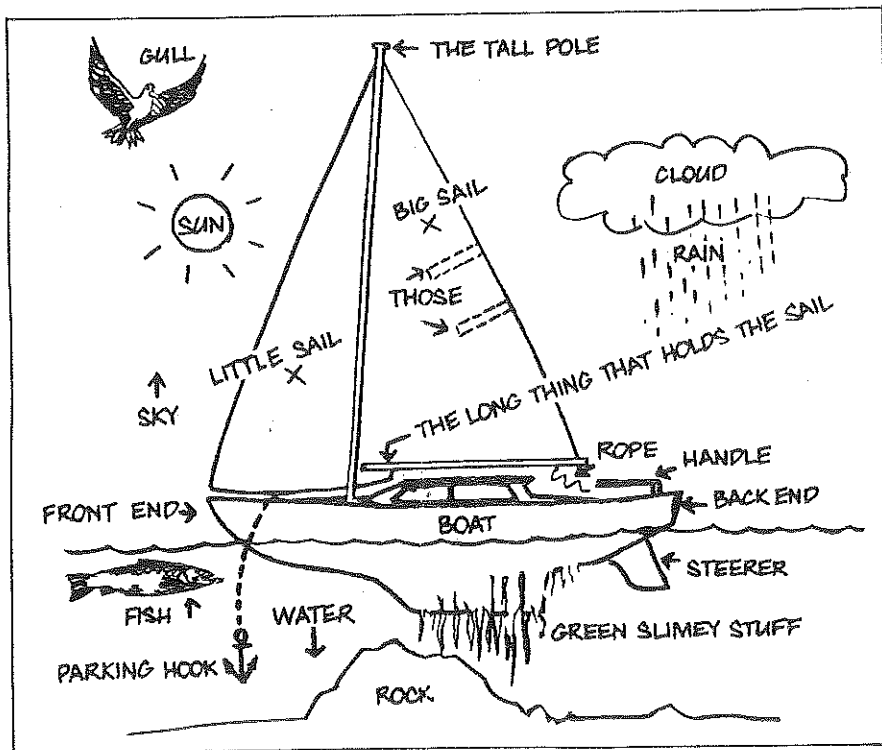 GULL
THE TALL POLE
SUN
BIG SAIL
CLOUD
RAIN
THOSE
LITTLE SAIL
THE LONG THING THAT HOLDS THE SAIL
SKY
ROPE
HANDLE
FRONT END
BACK END
BOAT
STEERER
FISH
WATER
GREEN SLIMEY STUFF
PARKING HOOK
ROCK